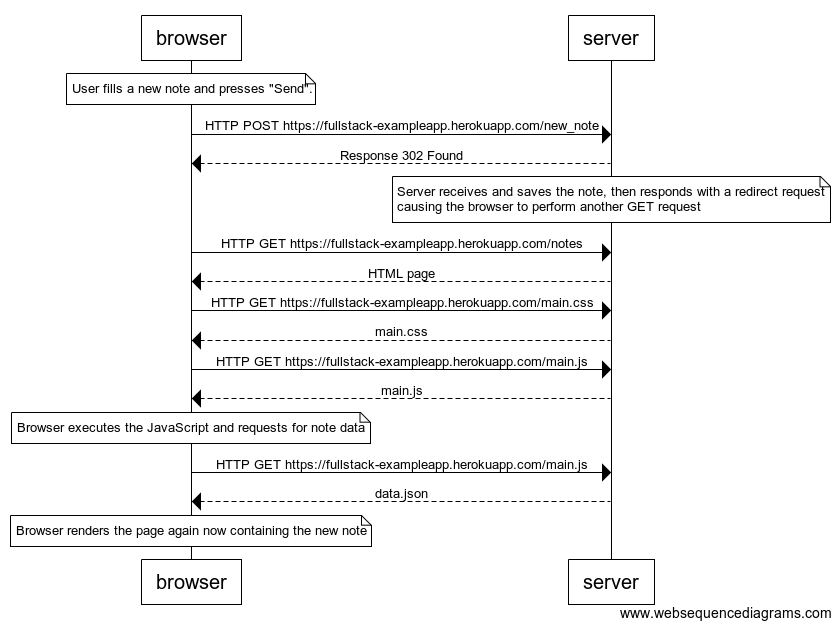 browser
server
User fills a new note and presses "Send".
HTTP POST https://fullstack-exampleapp.herokuapp.com/new_note
Response 302 Found
Server receives and saves the note, then responds with a redirect request
causing the browser to perform another GET request
HTTP GET https://fullstack-exampleapp.herokuapp.com/notes
HTML page
HTTP GET https://fullstack-exampleapp.herokuapp.com/main.css
main.css
HTTP GET https://fullstack-exampleapp.herokuapp.com/main.js
main.js
Browser executes the JavaScript and requests for note data
HTTP GET https://fullstack-exampleapp.herokuapp.com/main.js
data.json
Browser renders the page again now containing the new note
browser
server
www.websequencediagrams.com